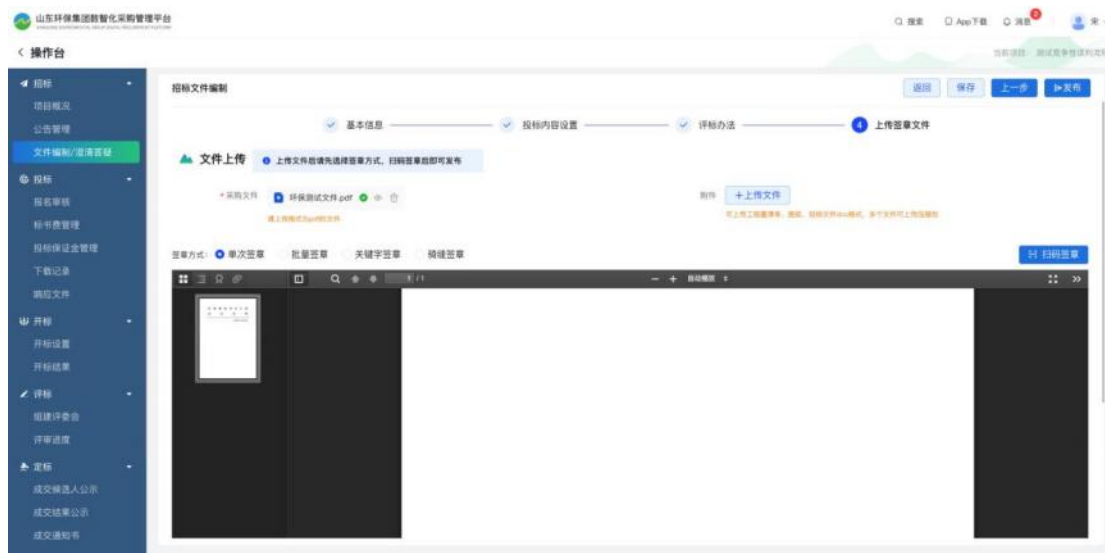 山东环保集团数智化采购管理平台
搜索 App下载 消息 2 宋
操作台
当前项目
招标
项目概况
公告管理
文件编制/澄清答疑
投标
报名审核
标书费管理
投标保证金管理
下载记录
响应文件
开标
开标设置
开标结果
评标
组建评委会
评审进度
定标
成交候选人公示
成交结果公示
成交通知书
招标文件编制
返回 保存 上一步 发布
基本信息 投标内容设置 评标办法 4 上传签章文件
文件上传 上传文件后请先选择签章方式，扫码签章后即可发布
*采购文件 环保测试文件.pdf
请上传格式为pdf的文件
附件 +上传文件
签章方式: 单次签章 批量签章 关键字签章 骑缝签章
扫码签章
1 /1 自动缩放